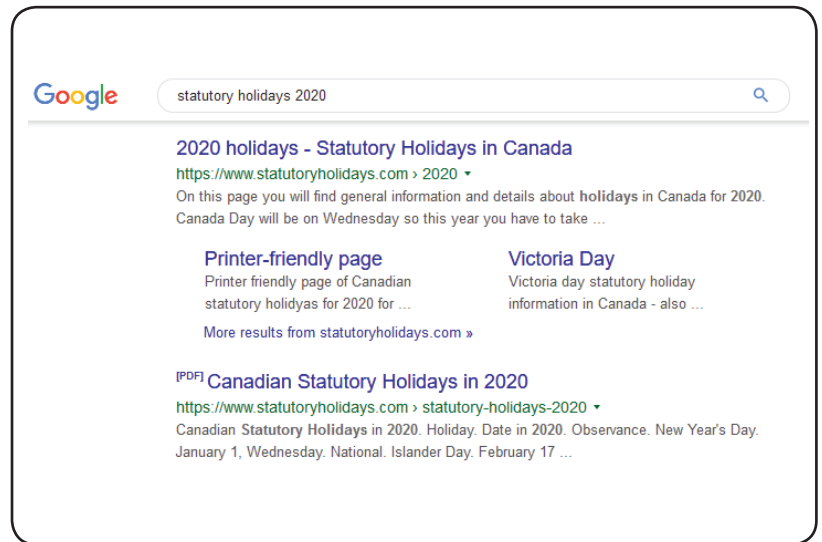 Google
statutory holidays 2020
2020 holidays - Statutory Holidays in Canada
https://www.statutoryholidays.com › 2020
On this page you will find general information and details about holidays in Canada for 2020.
Canada Day will be on Wednesday so this year you have to take ...
Printer-friendly page
Printer friendly page of Canadian
statutory holidyas for 2020 for ...
Victoria Day
Victoria day statutory holiday
information in Canada - also ...
More results from statutoryholidays.com »
[PDF] Canadian Statutory Holidays in 2020
https://www.statutoryholidays.com › statutory-holidays-2020
Canadian Statutory Holidays in 2020. Holiday. Date in 2020. Observance. New Year's Day.
January 1, Wednesday. National. Islander Day. February 17 ...